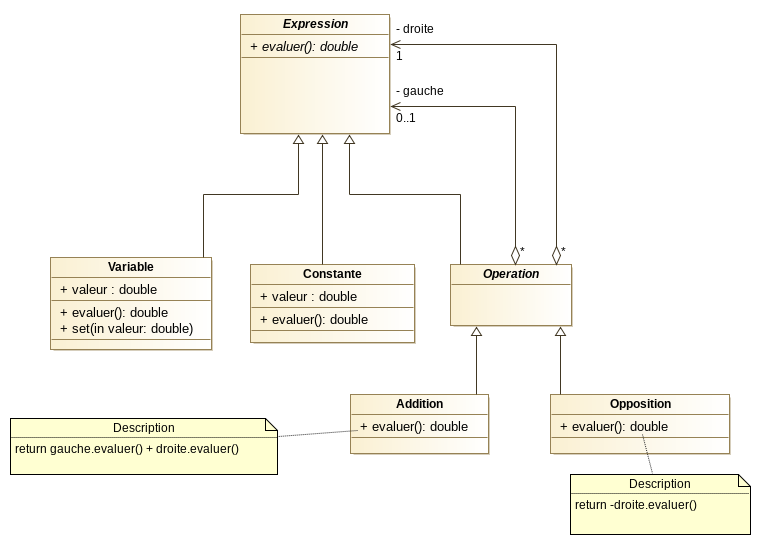 Expression
+ evaluer(): double
- droite
1
- gauche
0..1
Variable
+ valeur : double
+ evaluer(): double
+ set(in valeur: double)
Constante
+ valeur : double
+ evaluer(): double
*
*
Operation
Addition
+ evaluer(): double
Opposition
+ evaluer(): double
Description
return gauche.evaluer() + droite.evaluer()
Description
return -droite.evaluer()